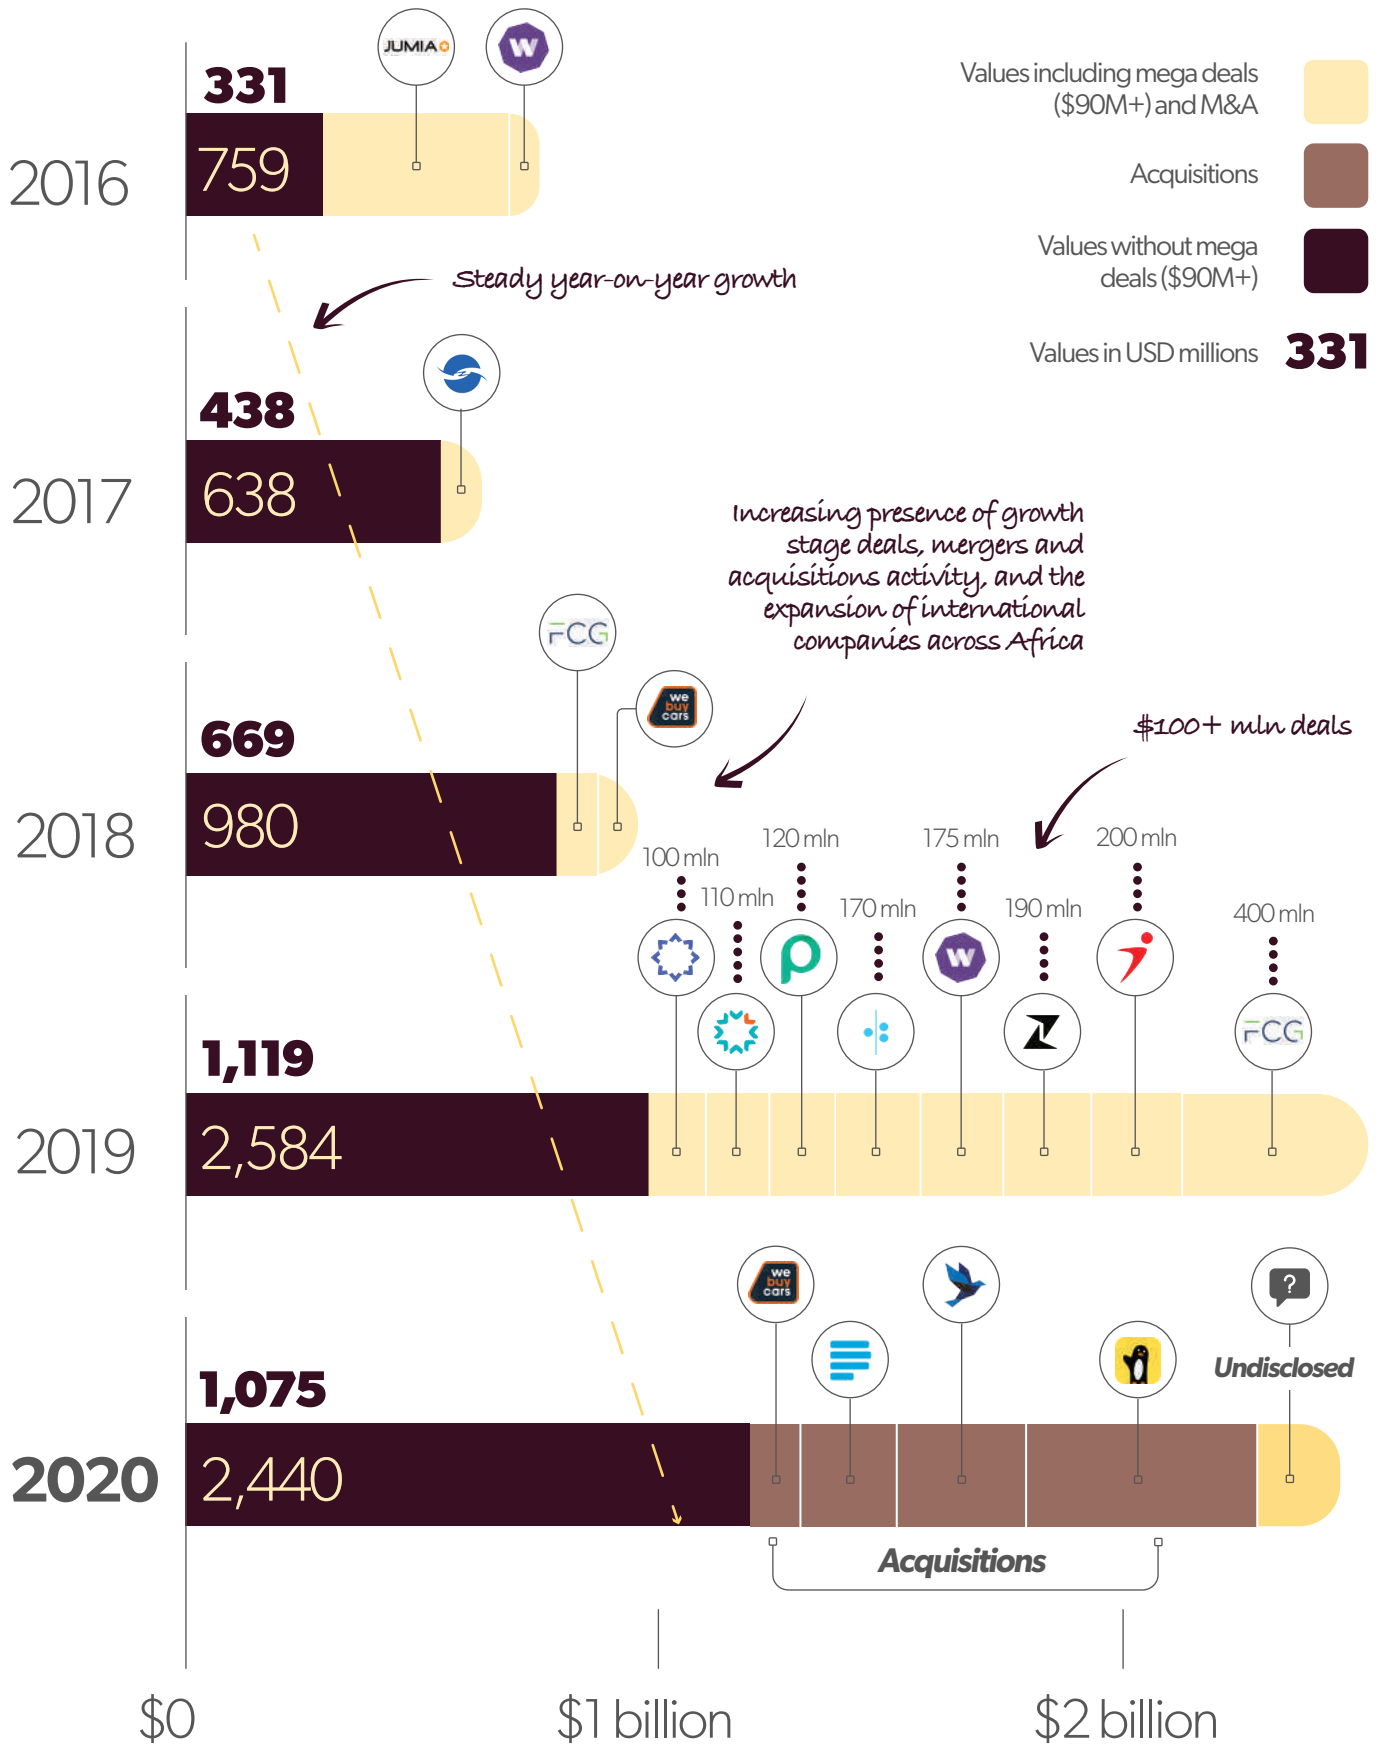 JUMIA
W
331
759
2016
Values including mega deals
($90M+) and M&A
Acquisitions
Values without mega
deals ($90M+)
Values in USD millions 331
Steady year-on-year growth
438
638
2017
Increasing presence of growth
stage deals, mergers and
acquisitions activity, and the
expansion of international
companies across Africa
FCG
we
buy
cars
669
980
2018
$100+ mln deals
100 mln
110 mln
120 mln
170 mln
175 mln
190 mln
200 mln
400 mln
W
FCG
1,119
2,584
2019
we
buy
cars
?
Undisclosed
1,075
2,440
2020
Acquisitions
$0
$1 billion
$2 billion